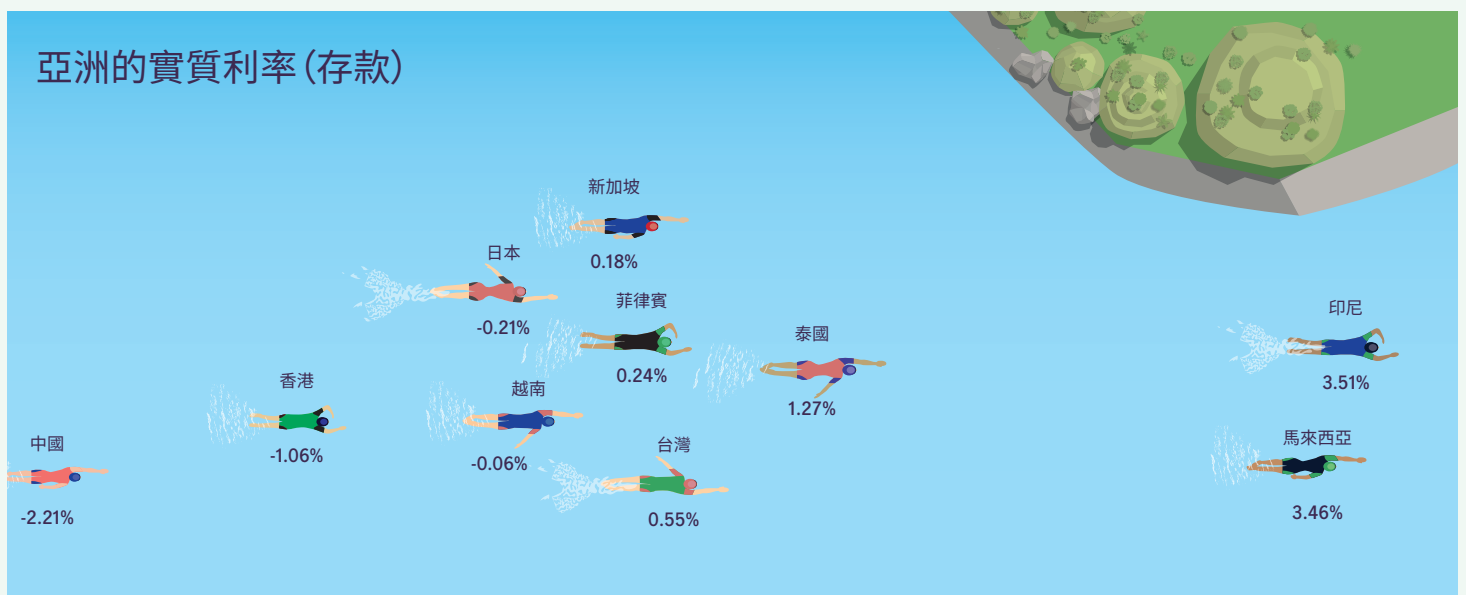 亞洲的實質利率(存款)
新加坡
0.18%
日本
-0.21%
菲律賓
0.24%
泰國
1.27%
印尼
3.51%
香港
-1.06%
越南
-0.06%
中國
-2.21%
台灣
0.55%
馬來西亞
3.46%